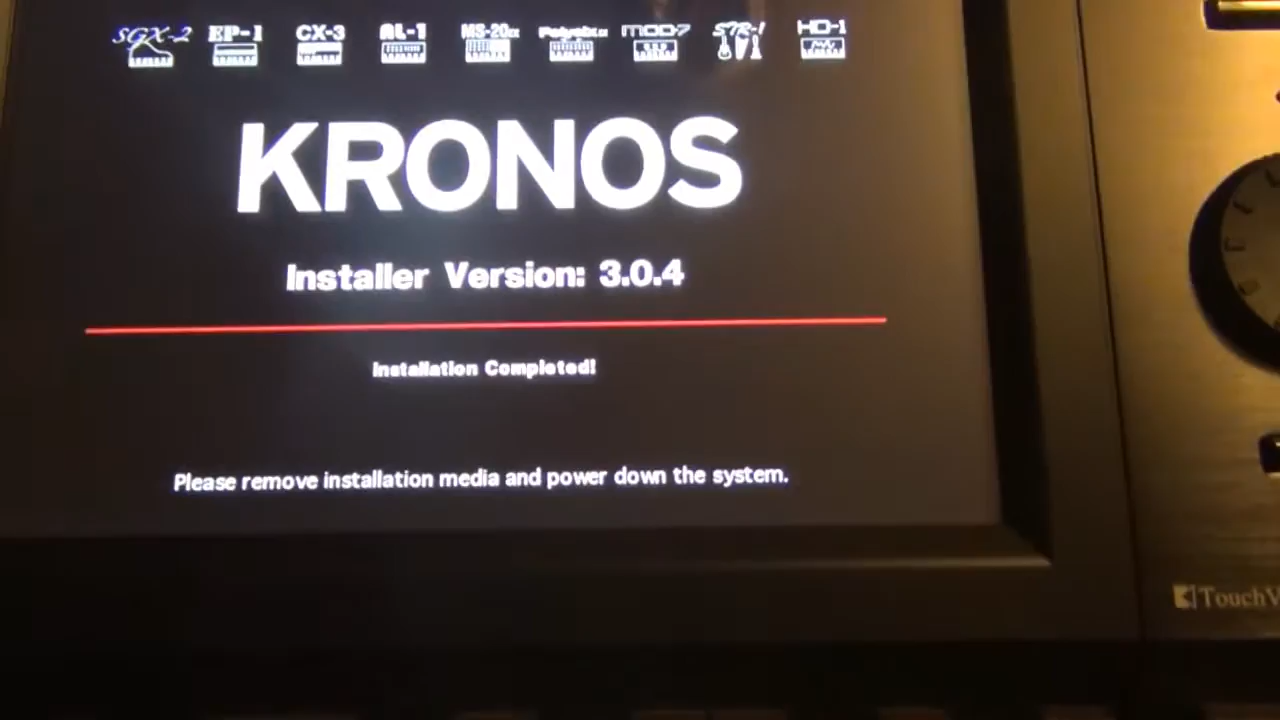 SGX-2 EP-1 CX-3 AL-1 MS-20EX PolysixEX MOD-7 STR-1 HD-1
KRONOS
Installer Version: 3.0.4
Installation Completed!
Please remove installation media and power down the system.
TouchV